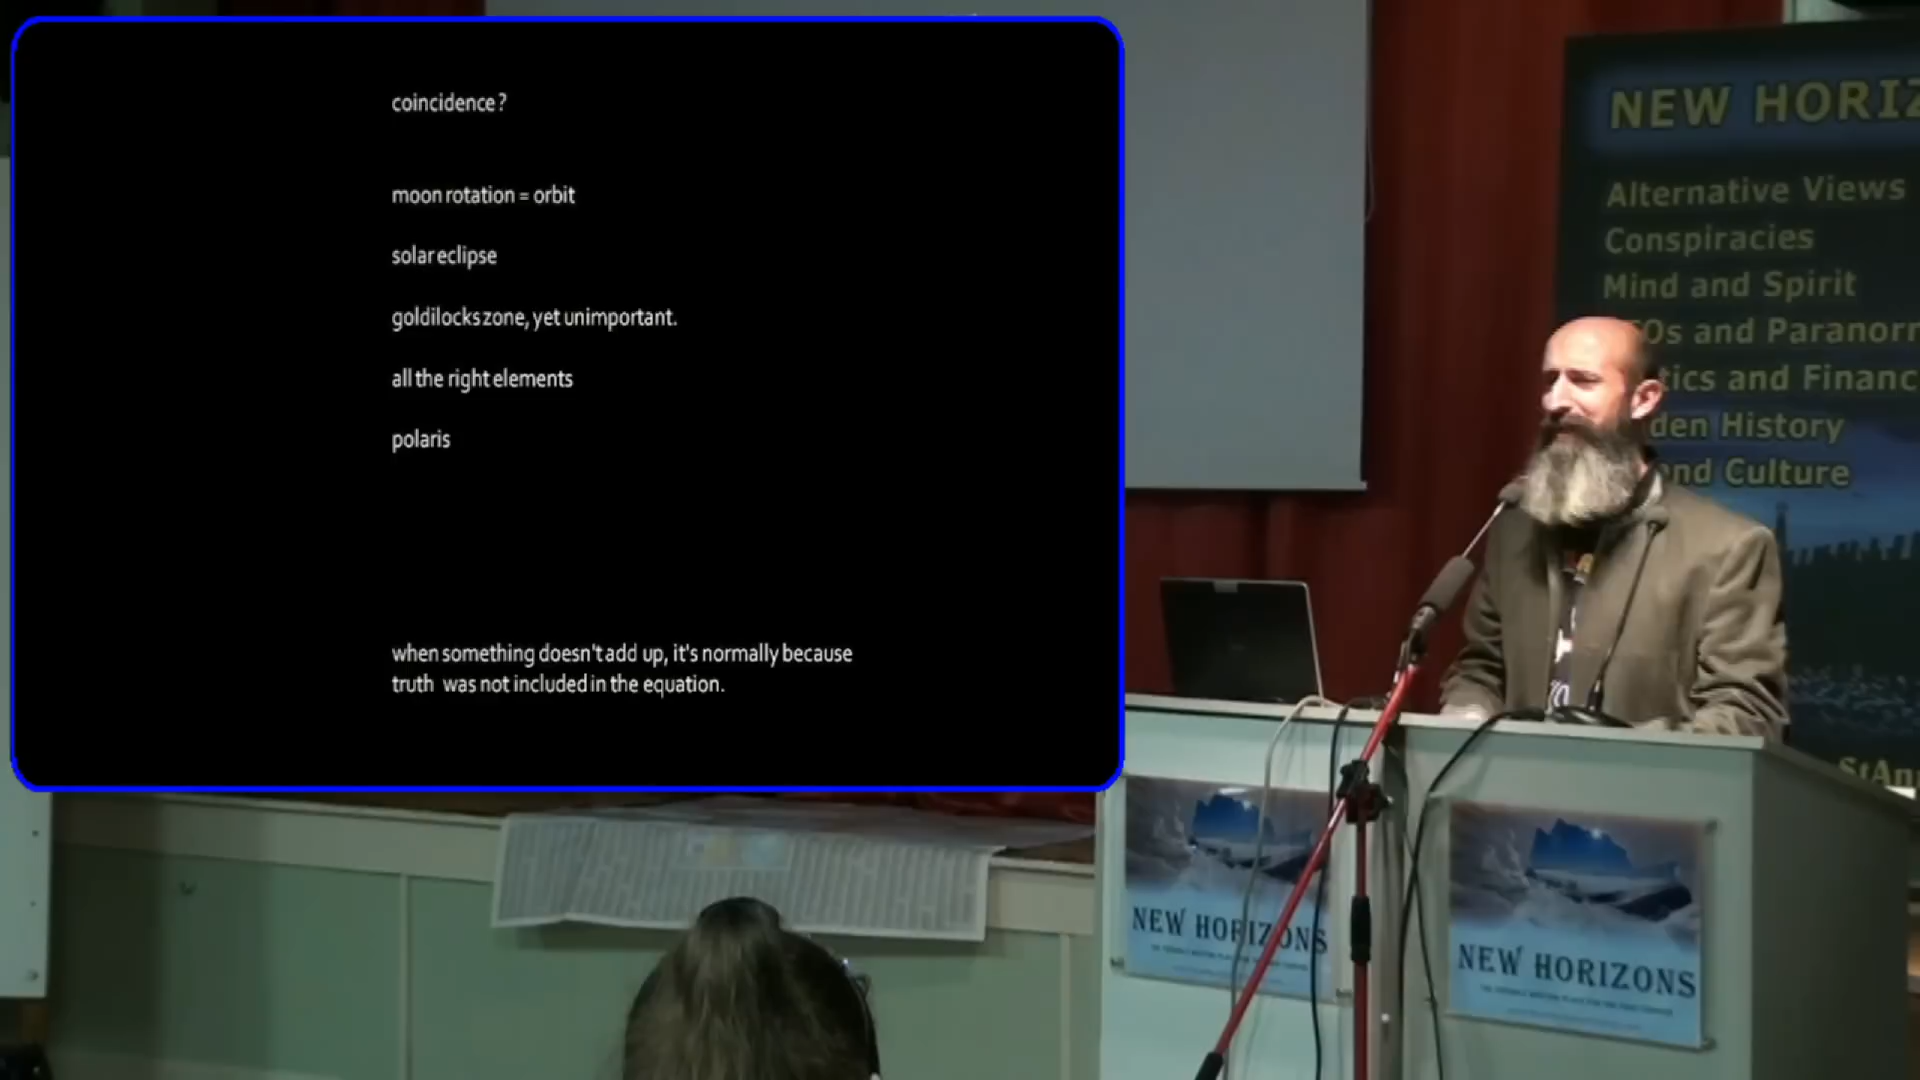 coincidence?
moon rotation = orbit
solar eclipse
goldilocks zone, yet unimportant.
all the right elements
polaris
when something doesn't add up, it's normally because
truth was not included in the equation.
NEW HORIZ
Alternative Views
Conspiracies
Mind and Spirit
Os and Paranorm
tics and Financ
den History
and Culture
StAn
NEW HORIZONS
NEW HORIZONS